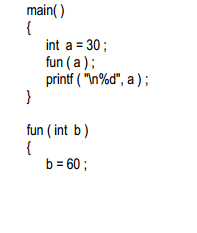 main( )
{
int a = 30 ;
fun ( a ) ;
printf ( "\n%d", a ) ;
}
fun ( int b )
{
b = 60 ;